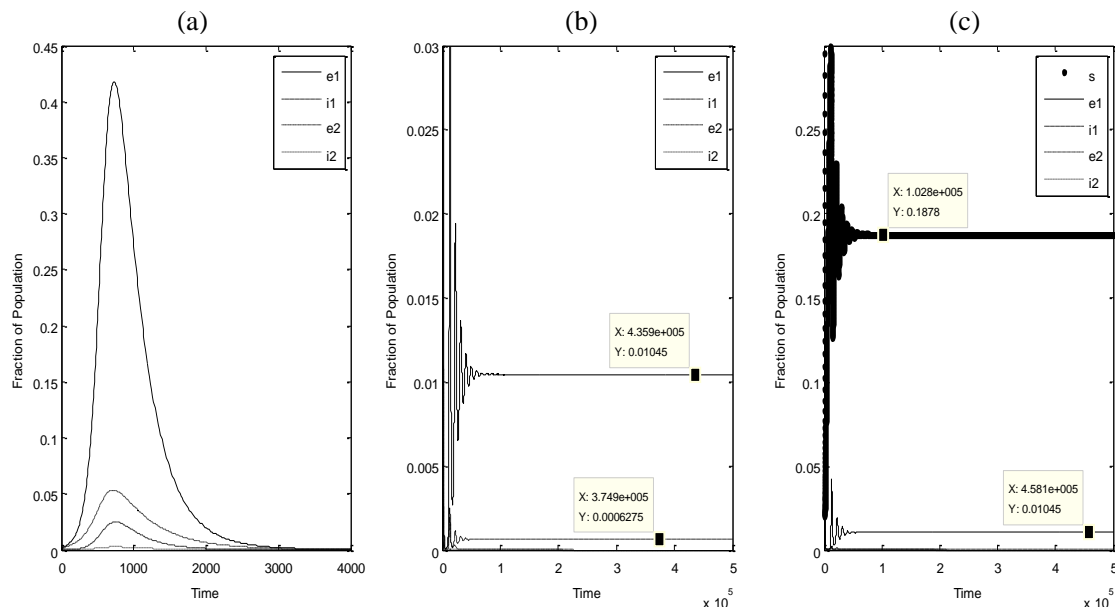 (a)
(b)
(c)
0.45
0.4
0.35
0.3
0.25
0.2
0.15
0.1
0.05
0
Fraction of Population
0
1000
2000
3000
4000
Time
e1
i1
e2
i2
0.03
0.025
0.02
0.015
0.01
0.005
0
Fraction of Population
0
1
2
3
4
5
x 10^5
Time
e1
i1
e2
i2
X: 4.359e+005
Y: 0.01045
X: 3.749e+005
Y: 0.0006275
0.25
0.2
0.15
0.1
0.05
0
Fraction of Population
0
1
2
3
4
5
x 10^5
Time
s
e1
i1
e2
i2
X: 1.028e+005
Y: 0.1878
X: 4.581e+005
Y: 0.01045